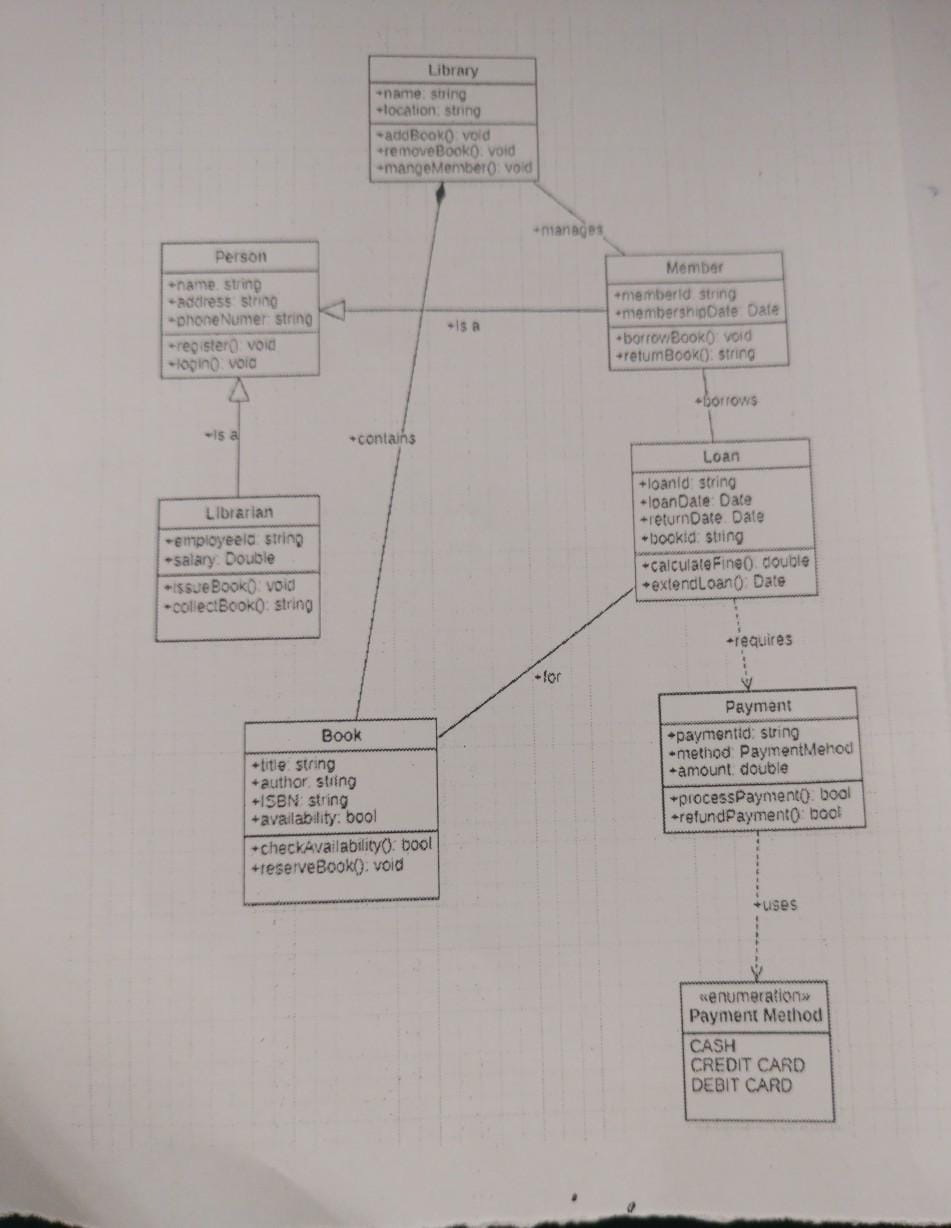 Library
+name: string
+location: string
+addBook(): void
+removeBook(): void
+mangeMember(): void
+manages
Person
+name: string
+address: string
+phoneNumer: string
+register(): void
+login(): void
Member
+memberId: string
+membershipDate: Date
+borrowBook(): void
+returnBook(): string
+is a
+borrows
+is a
+contains
Librarian
+employeeId: string
+salary: Double
+issueBook(): void
+collectBook(): string
Loan
+loanId: string
+loanDate: Date
+returnDate: Date
+bookId: string
+calculateFine(): double
+extendLoan(): Date
+requires
+for
Book
+title: string
+author: string
+ISBN: string
+availability: bool
+checkAvailability(): bool
+reserveBook(): void
Payment
+paymentId: string
+method: PaymentMehod
+amount: double
+processPayment(): bool
+refundPayment(): bool
+uses
«enumeration»
Payment Method
CASH
CREDIT CARD
DEBIT CARD